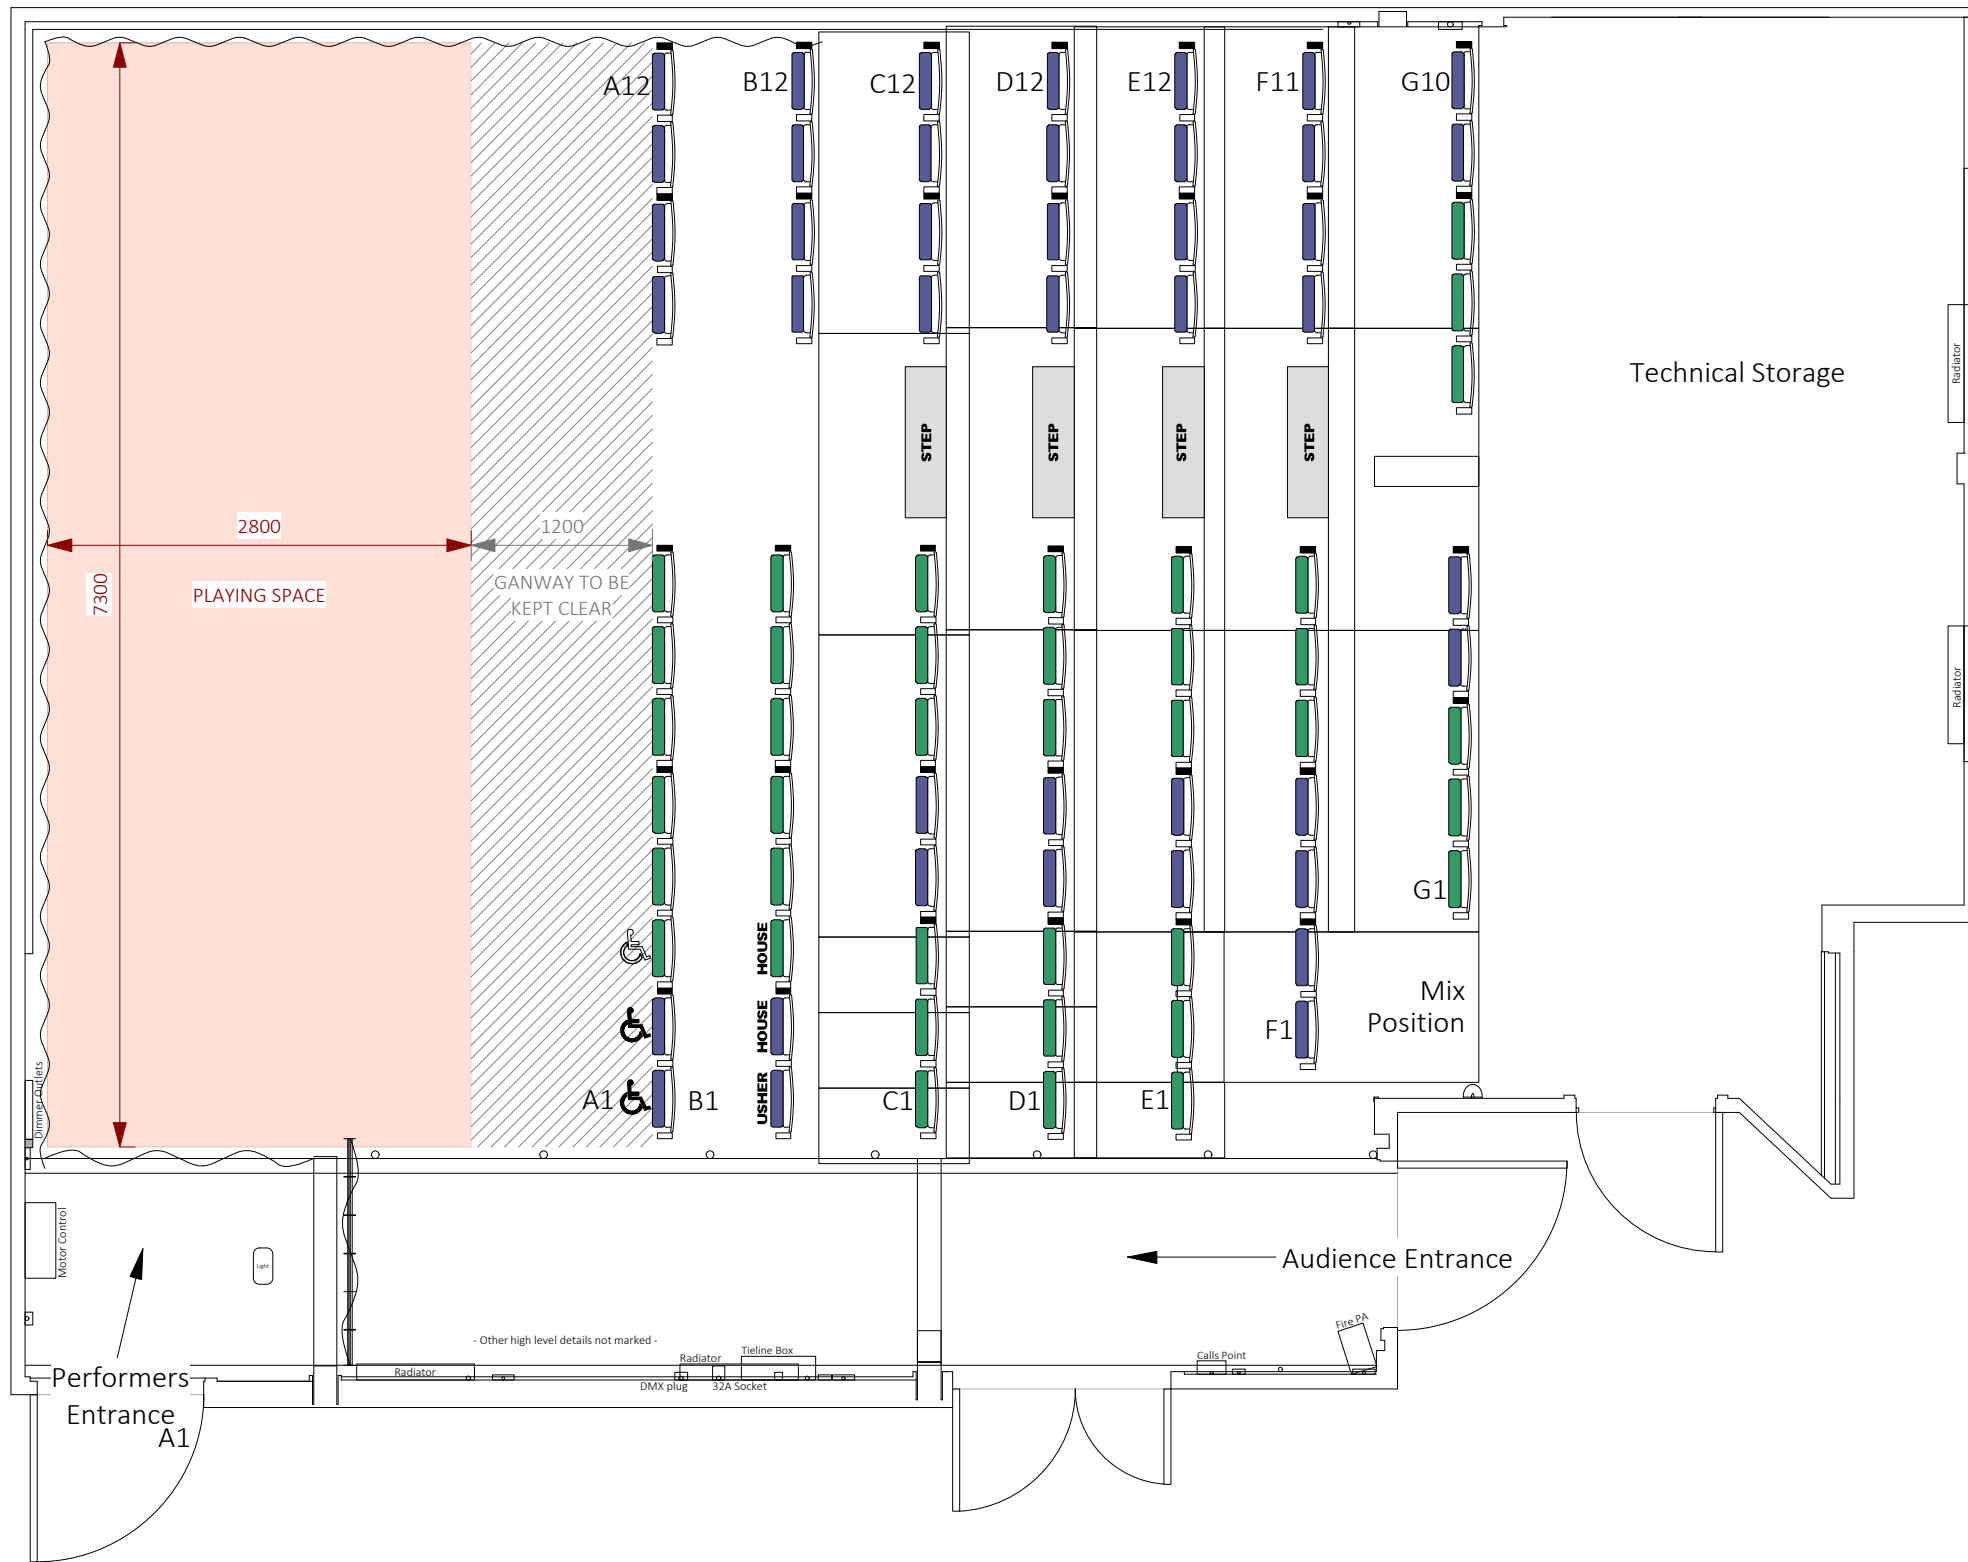 A12
B12
C12
D12
E12
F11
G10
Technical Storage
Radiator
STEP
STEP
STEP
STEP
2800
1200
7300
PLAYING SPACE
GANWAY TO BE
KEPT CLEAR
Radiator
G1
HOUSE
HOUSE
USHER
Mix
Position
F1
A1
B1
C1
D1
E1
Dimmer Outlets
Motor Control
Light
Audience Entrance
Fire PA
- Other high level details not marked -
Performers
Entrance
A1
Radiator
Radiator
Tieline Box
DMX plug
32A Socket
Calls Point